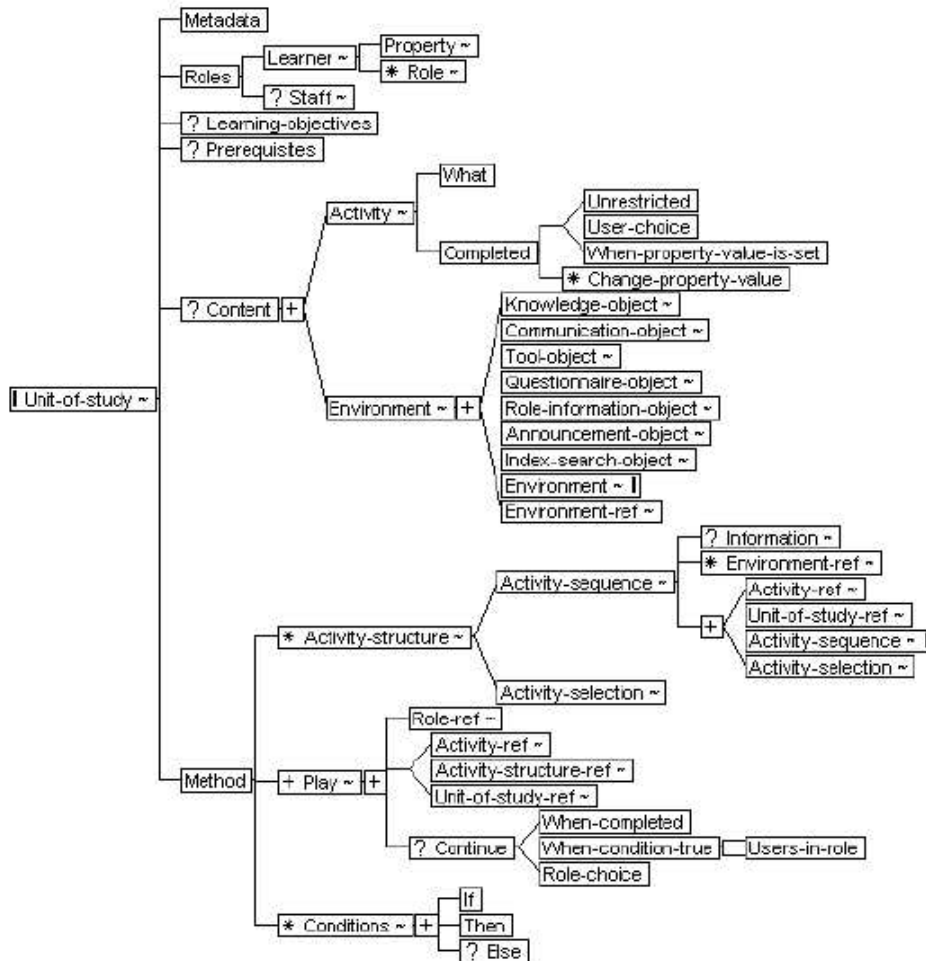 Metadata
Property ~
Learner ~
Roles
* Role ~
? Staff ~
? Learning-objectives
? Prerequisites
What
Unrestricted
Activity ~
User-choice
Completed
When-property-value-is-set
* Change-property-value
? Content
+
Knowledge-object ~
Communication-object ~
Tool-object ~
Questionnaire-object ~
Unit-of-study ~
Environment ~
+
Role-information-object ~
Announcement-object ~
Index-search-object ~
Environment ~
Environment-ref ~
? Information ~
* Environment-ref ~
Activity-sequence ~
Activity-ref ~
Unit-of-study-ref ~
+
* Activity-structure ~
Activity-sequence ~
Activity-selection ~
Activity-selection ~
Role-ref ~
Activity-ref ~
Method
+ Play ~
+
Activity-structure-ref ~
Unit-of-study-ref ~
When-completed
? Continue
When-condition-true
Users-in-role
Role-choice
If
* Conditions ~
+
Then
? Else